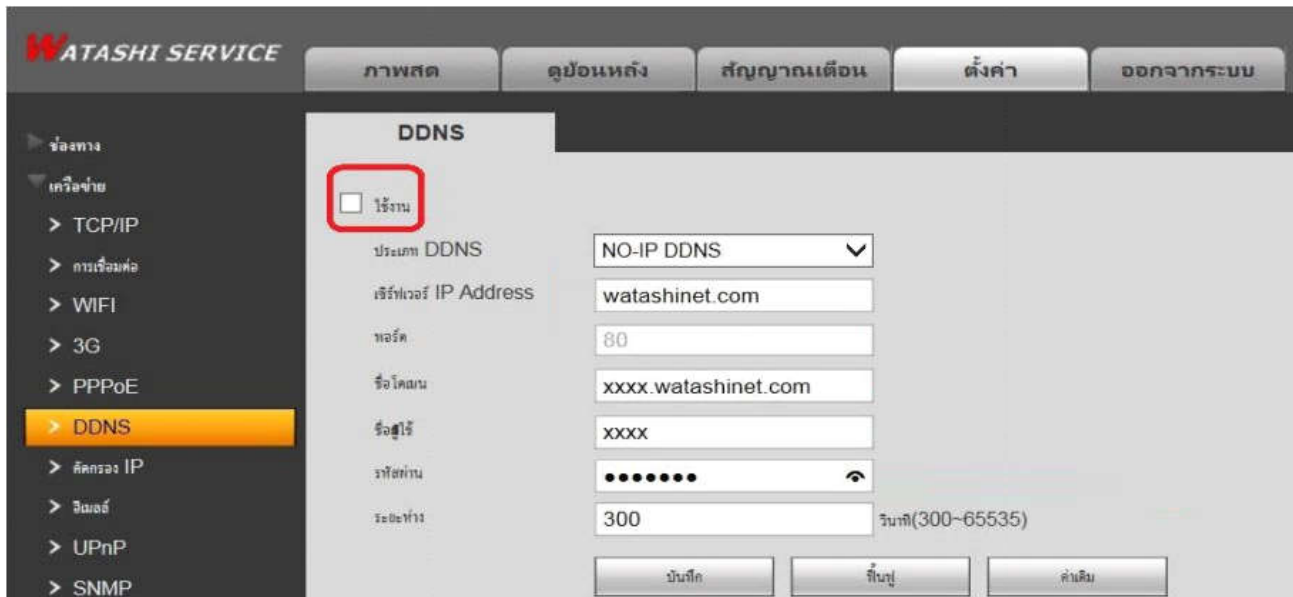 WATASHI SERVICE
ภาพสด
ดูย้อนหลัง
สัญญาณเตือน
ตั้งค่า
ออกจากระบบ
ช่องทาง
เครือข่าย
> TCP/IP
> การเชื่อมต่อ
> WIFI
> 3G
> PPPoE
> DDNS
> คัดกรอง IP
> อีเมลล์
> UPnP
> SNMP
DDNS
ใช้งาน
ประเภท DDNS NO-IP DDNS
เซิร์ฟเวอร์ IP Address watashinet.com
พอร์ต 80
ชื่อโดเมน xxxx.watashinet.com
ชื่อผู้ใช้ xxxx
รหัสผ่าน •••••••
ระยะห่าง 300 วินาที(300~65535)
บันทึก
ฟื้นฟู
ค่าเดิม